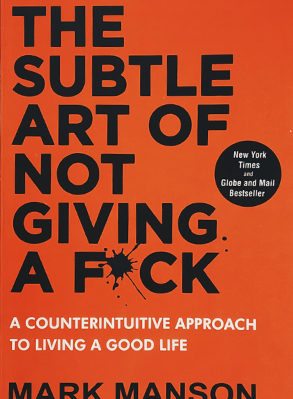 THE
SUBTLE
ART OF
NOT
GIVING
A F*CK
New York
Times
and
Globe and Mail
Bestseller
A COUNTERINTUITIVE APPROACH
TO LIVING A GOOD LIFE
MARK MANSON